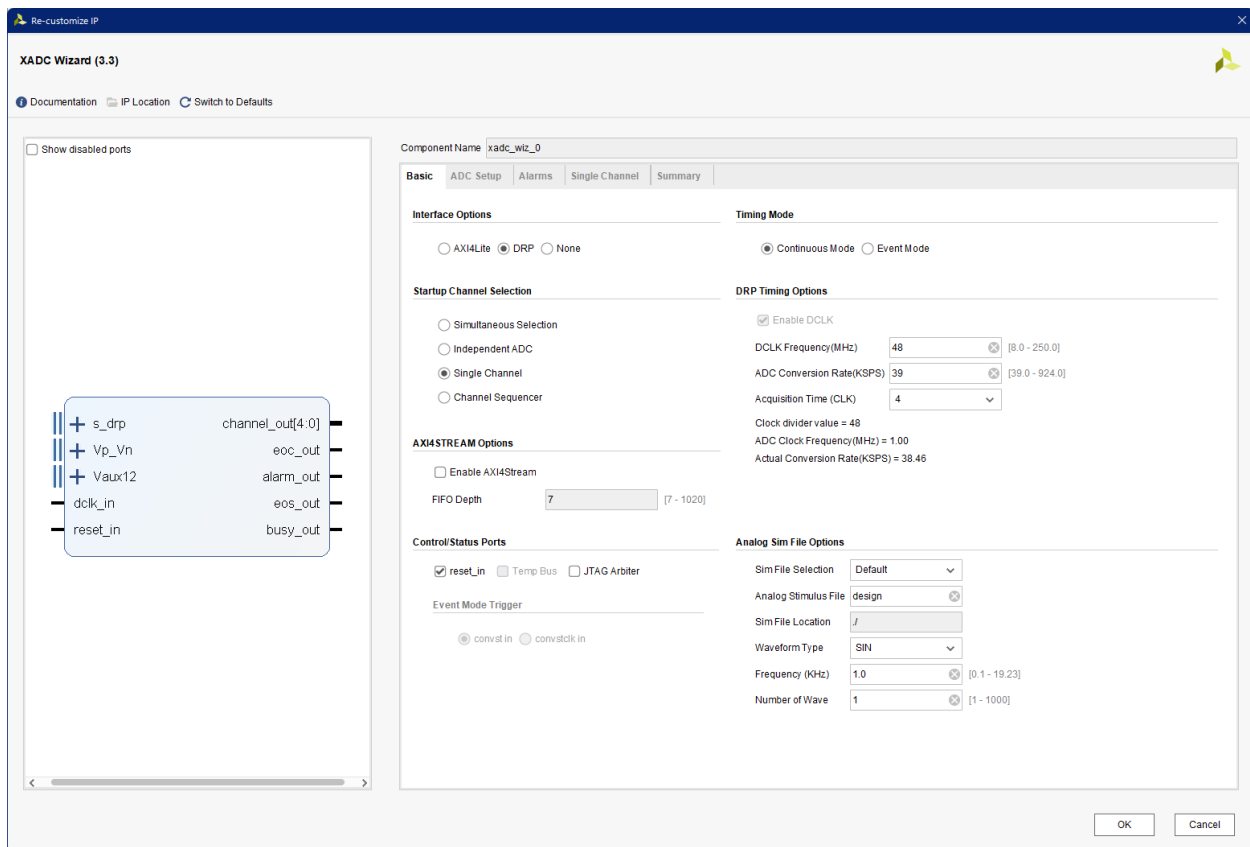 Re-customize IP
XADC Wizard (3.3)
Documentation IP Location Switch to Defaults
Show disabled ports
s_drp channel_out[4:0]
Vp_Vn eoc_out
Vaux12 alarm_out
dclk_in eos_out
reset_in busy_out
Component Name xadc_wiz_0
Basic ADC Setup Alarms Single Channel Summary
Interface Options
AXI4Lite DRP None
Startup Channel Selection
Simultaneous Selection
Independent ADC
Single Channel
Channel Sequencer
AXI4STREAM Options
Enable AXI4Stream
FIFO Depth 7 [7 - 1020]
Control/Status Ports
reset_in Temp Bus JTAG Arbiter
Event Mode Trigger
convst in convstclk in
Timing Mode
Continuous Mode Event Mode
DRP Timing Options
Enable DCLK
DCLK Frequency(MHz) 48 [8.0 - 250.0]
ADC Conversion Rate(KSPS) 39 [39.0 - 924.0]
Acquisition Time (CLK) 4
Clock divider value = 48
ADC Clock Frequency(MHz) = 1.00
Actual Conversion Rate(KSPS) = 38.46
Analog Sim File Options
Sim File Selection Default
Analog Stimulus File design
Sim File Location ./
Waveform Type SIN
Frequency (KHz) 1.0 [0.1 - 19.23]
Number of Wave 1 [1 - 1000]
OK Cancel